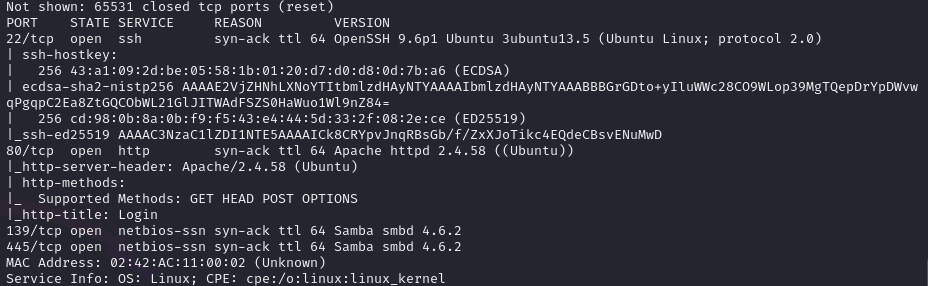 Not shown: 65531 closed tcp ports (reset)
PORT    STATE SERVICE     REASON         VERSION
22/tcp  open  ssh         syn-ack ttl 64 OpenSSH 9.6p1 Ubuntu 3ubuntu13.5 (Ubuntu Linux; protocol 2.0)
| ssh-hostkey:
|   256 43:a1:09:2d:be:05:58:1b:01:20:d7:d0:d8:0d:7b:a6 (ECDSA)
| ecdsa-sha2-nistp256 AAAAE2VjZHNhLXNoYTItbmlzdHAyNTYAAAAIbmlzdHAyNTYAAABBBGrGDto+yIluWWc28CO9WLop39MgTQepDrYpDWvw
qPgqpC2Ea8ZtGQCObWL21GlJITWAdFSZS0HaWuo1Wl9nZ84=
|   256 cd:98:0b:8a:0b:f9:f5:43:e4:44:5d:33:2f:08:2e:ce (ED25519)
|_ssh-ed25519 AAAAC3NzaC1lZDI1NTE5AAAAICk8CRYpvJnqRBsGb/f/ZxXJoTikc4EQdeCBsvENuMwD
80/tcp  open  http        syn-ack ttl 64 Apache httpd 2.4.58 ((Ubuntu))
|_http-server-header: Apache/2.4.58 (Ubuntu)
| http-methods:
|_  Supported Methods: GET HEAD POST OPTIONS
|_http-title: Login
139/tcp open  netbios-ssn syn-ack ttl 64 Samba smbd 4.6.2
445/tcp open  netbios-ssn syn-ack ttl 64 Samba smbd 4.6.2
MAC Address: 02:42:AC:11:00:02 (Unknown)
Service Info: OS: Linux; CPE: cpe:/o:linux:linux_kernel